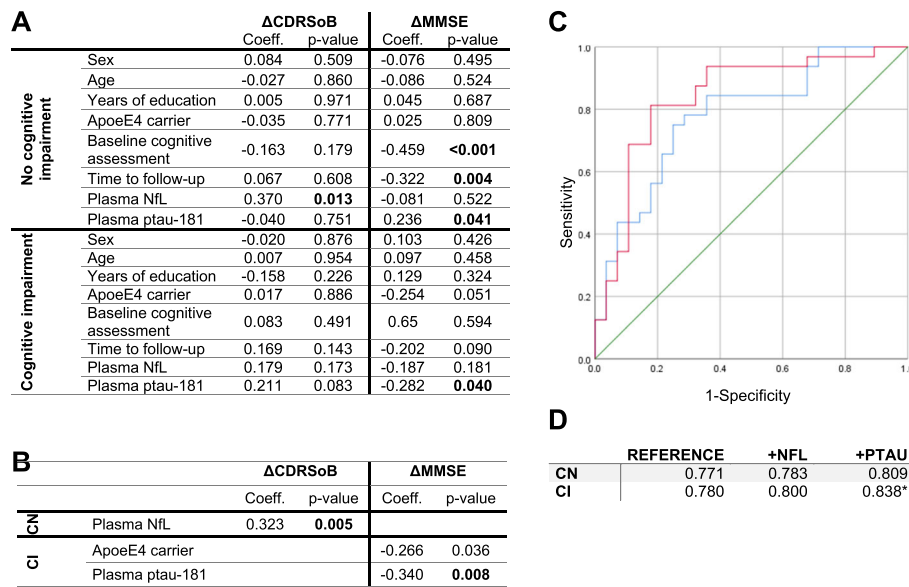 A
ΔCDRSoB ΔMMSE
Coeff. p-value Coeff. p-value
No cognitive impairment
Sex 0.084 0.509 -0.076 0.495
Age -0.027 0.860 -0.086 0.524
Years of education 0.005 0.971 0.045 0.687
ApoeE4 carrier -0.035 0.771 0.025 0.809
Baseline cognitive
assessment -0.163 0.179 -0.459 <0.001
Time to follow-up 0.067 0.608 -0.322 0.004
Plasma NfL 0.370 0.013 -0.081 0.522
Plasma ptau-181 -0.040 0.751 0.236 0.041
Cognitive impairment
Sex -0.020 0.876 0.103 0.426
Age 0.007 0.954 0.097 0.458
Years of education -0.158 0.226 0.129 0.324
ApoeE4 carrier 0.017 0.886 -0.254 0.051
Baseline cognitive
assessment 0.083 0.491 0.65 0.594
Time to follow-up 0.169 0.143 -0.202 0.090
Plasma NfL 0.179 0.173 -0.187 0.181
Plasma ptau-181 0.211 0.083 -0.282 0.040
B
ΔCDRSoB ΔMMSE
Coeff. p-value Coeff. p-value
CN
Plasma NfL 0.323 0.005
CI
ApoeE4 carrier -0.266 0.036
Plasma ptau-181 -0.340 0.008
C
Sensitivity
1.0
0.8
0.6
0.4
0.2
0.0
0.0 0.2 0.4 0.6 0.8 1.0
1-Specificity
D
REFERENCE +NFL +PTAU
CN 0.771 0.783 0.809
CI 0.780 0.800 0.838*